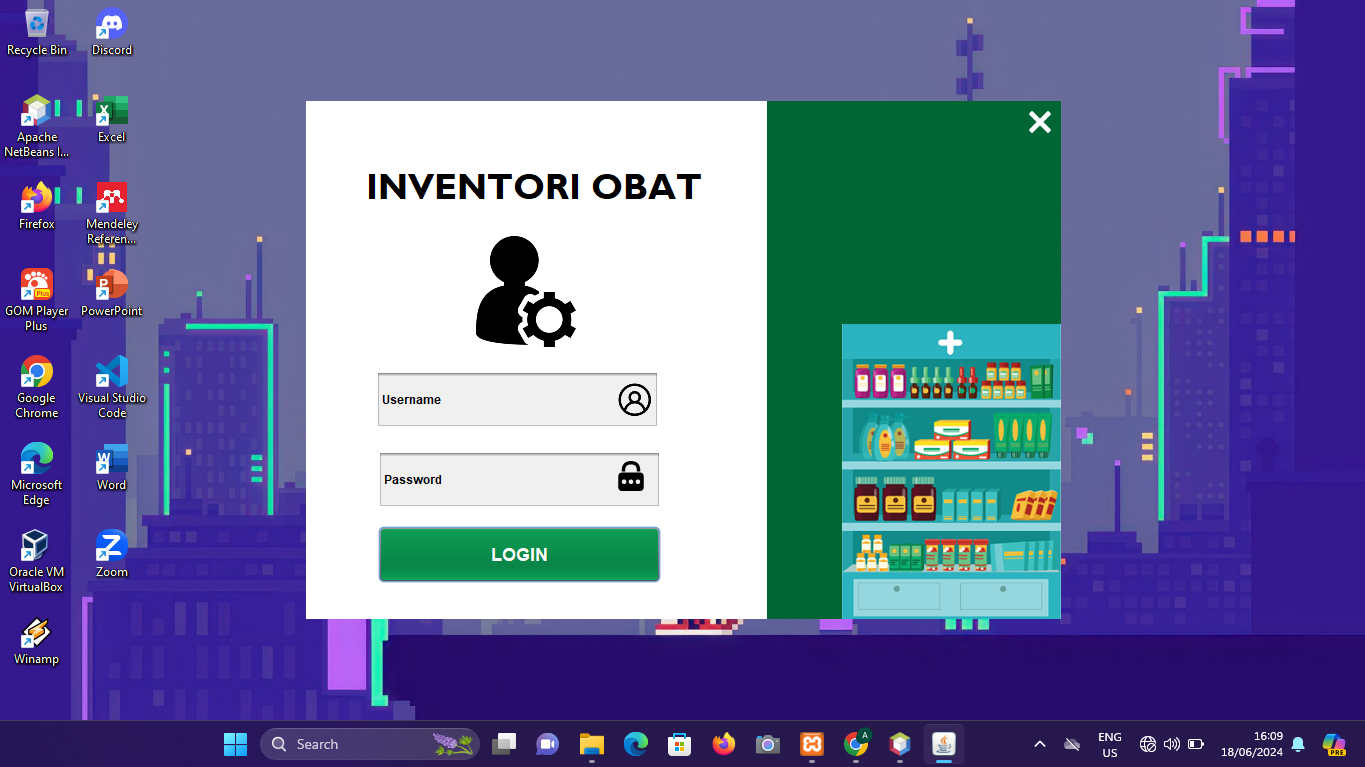 Recycle Bin
Discord
Apache
NetBeans I...
Excel
Firefox
Mendeley
Referen...
GOM Player
Plus
PowerPoint
Google
Chrome
Visual Studio
Code
Microsoft
Edge
Word
Oracle VM
VirtualBox
Zoom
Winamp
INVENTORI OBAT
Username
Password
LOGIN
Search
A
ENG
US
16:09
18/06/2024
PRE